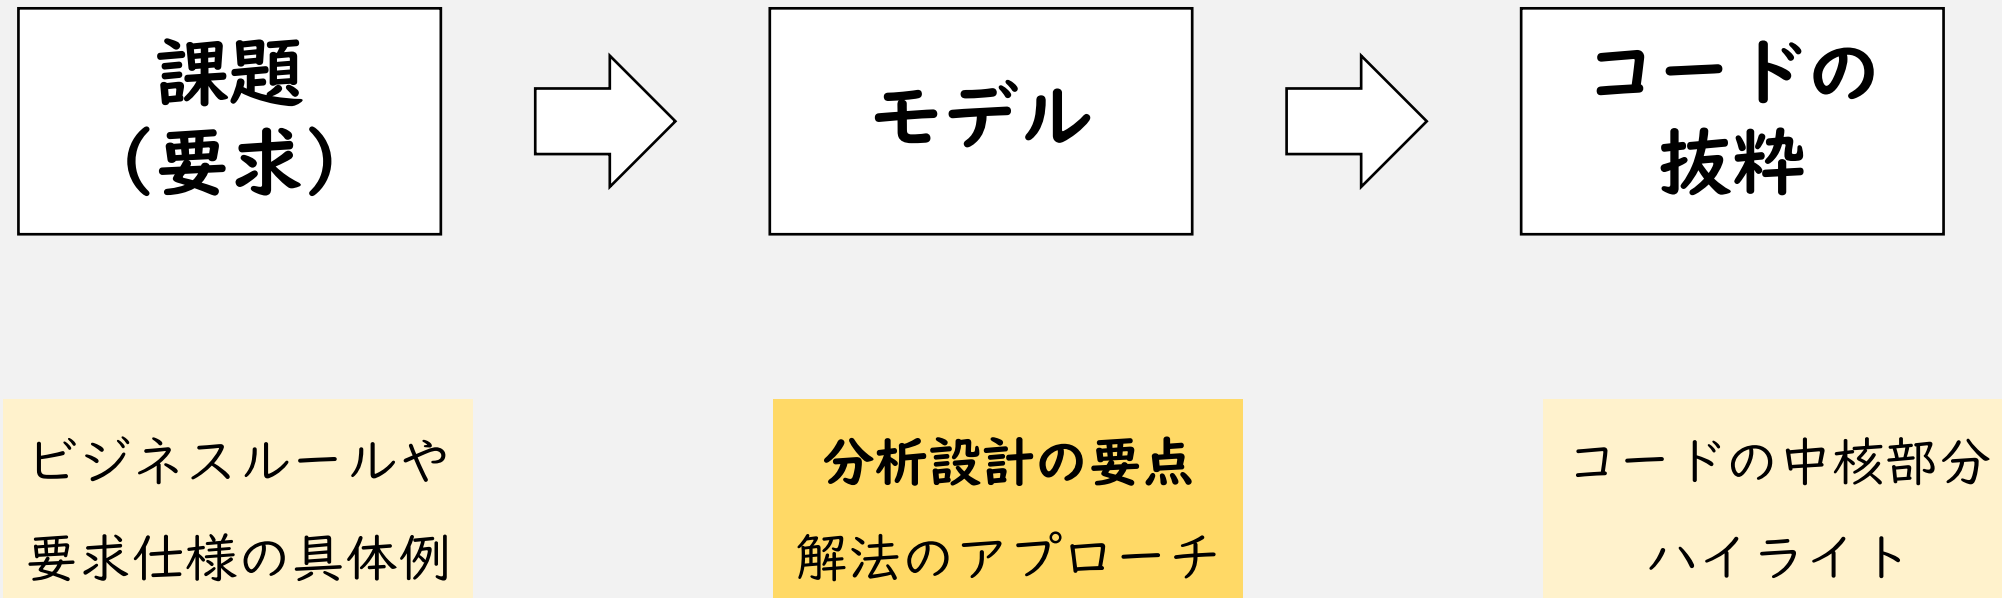 課題
（要求）
モデル
コードの
抜粋
ビジネスルールや
要求仕様の具体例
分析設計の要点
解法のアプローチ
コードの中核部分
ハイライト